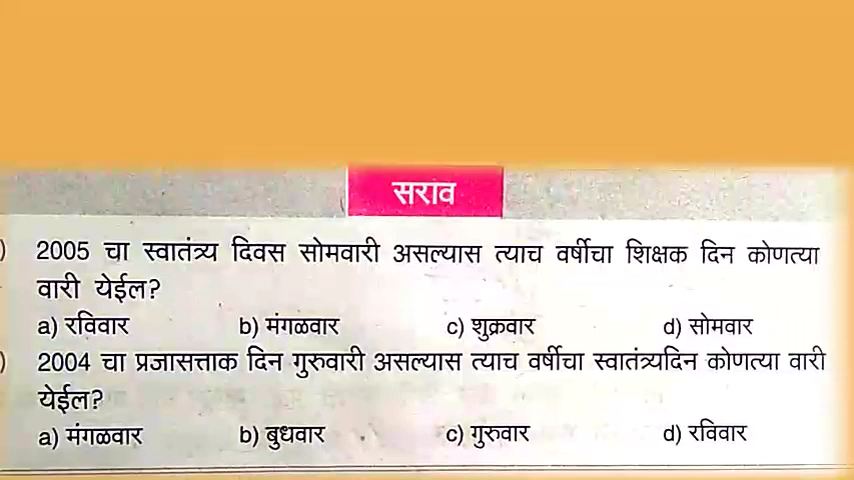 सराव
) 2005 चा स्वातंत्र्य दिवस सोमवारी असल्यास त्याच वर्षीचा शिक्षक दिन कोणत्या
वारी येईल?
a) रविवार b) मंगळवार c) शुक्रवार d) सोमवार
) 2004 चा प्रजासत्ताक दिन गुरुवारी असल्यास त्याच वर्षीचा स्वातंत्र्यदिन कोणत्या वारी
येईल?
a) मंगळवार b) बुधवार c) गुरुवार d) रविवार